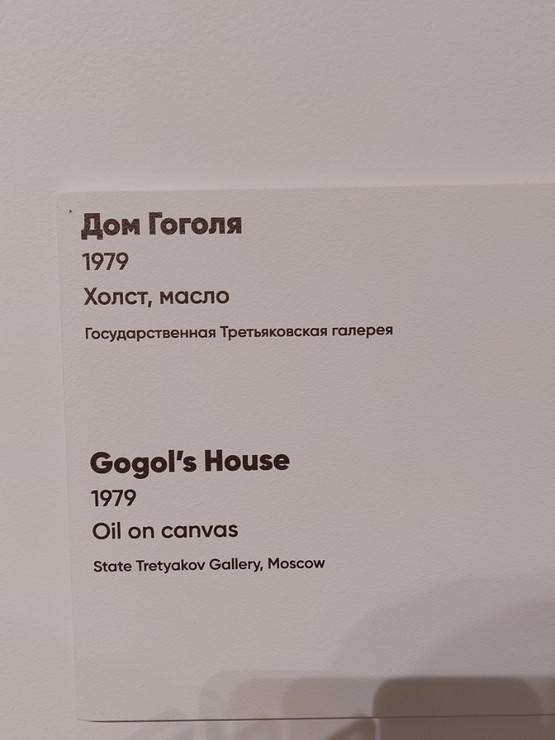 Дом Гоголя
1979
Холст, масло
Государственная Третьяковская галерея
Gogol's House
1979
Oil on canvas
State Tretyakov Gallery, Moscow